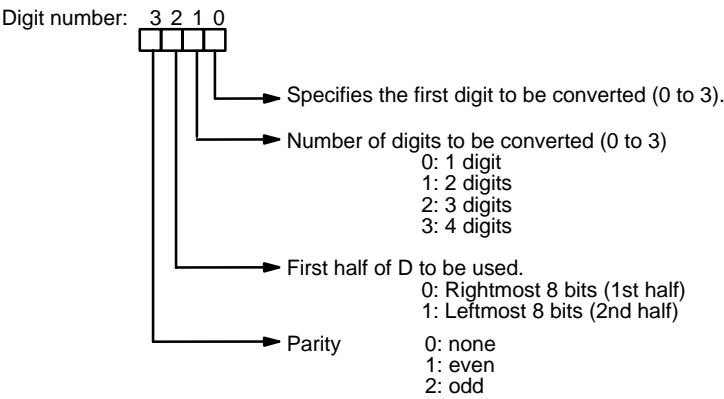 Digit number: 3 2 1 0
Specifies the first digit to be converted (0 to 3).
Number of digits to be converted (0 to 3)
0: 1 digit
1: 2 digits
2: 3 digits
3: 4 digits
First half of D to be used.
0: Rightmost 8 bits (1st half)
1: Leftmost 8 bits (2nd half)
Parity 0: none
1: even
2: odd